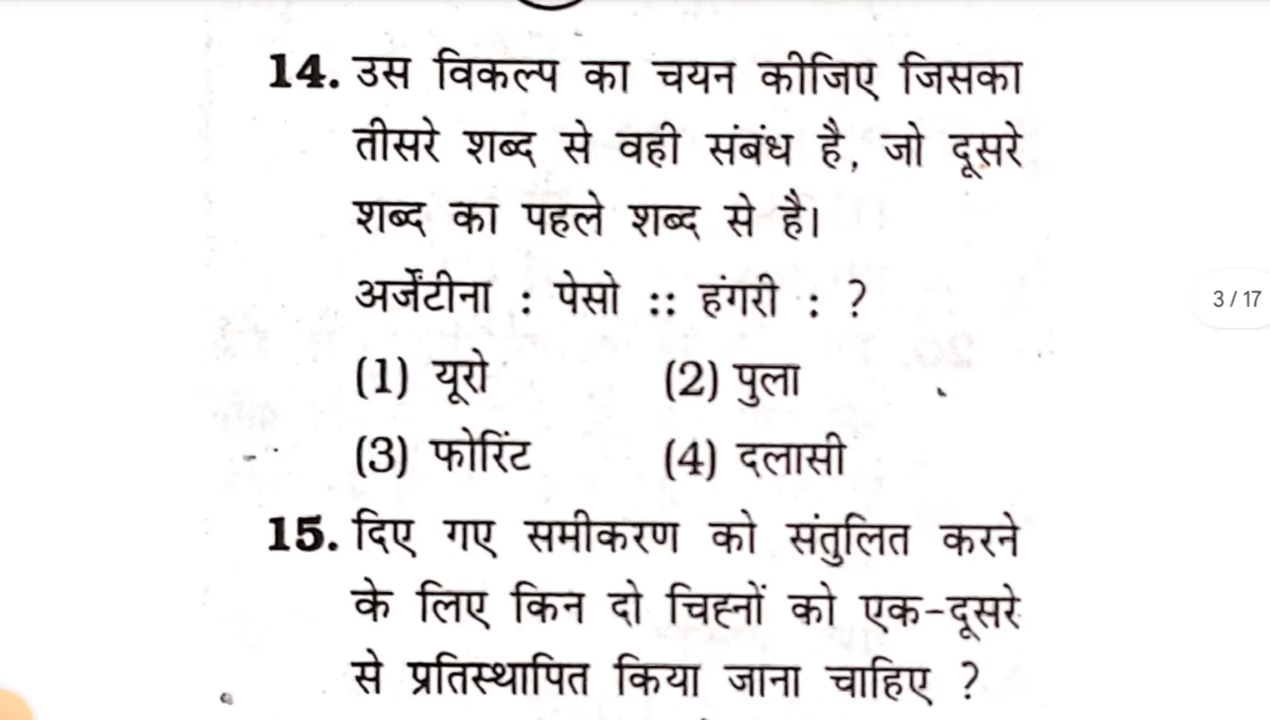 14. उस विकल्प का चयन कीजिए जिसका
तीसरे शब्द से वही संबंध है, जो दूसरे
शब्द का पहले शब्द से है।
अर्जेंटीना : पेसो :: हंगरी : ?
(1) यूरो (2) पुला
(3) फोरिंट (4) दलासी
15. दिए गए समीकरण को संतुलित करने
के लिए किन दो चिह्नों को एक-दूसरे
से प्रतिस्थापित किया जाना चाहिए ?
3 / 17